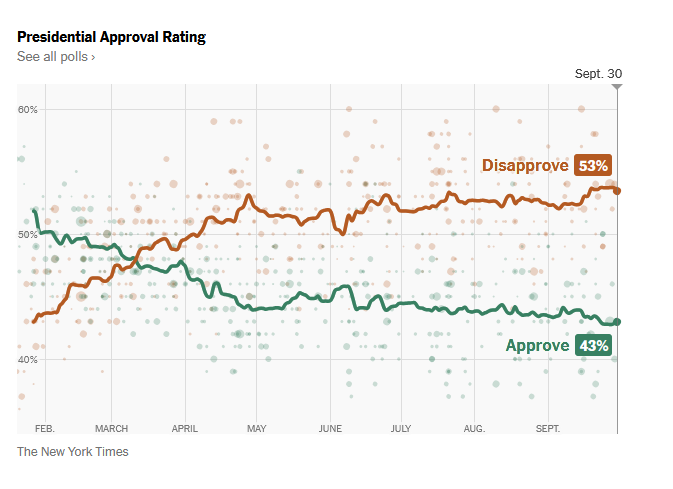 Presidential Approval Rating
See all polls ›
Sept. 30
60%
Disapprove 53%
50%
Approve 43%
40%
FEB. MARCH APRIL MAY JUNE JULY AUG. SEPT.
The New York Times